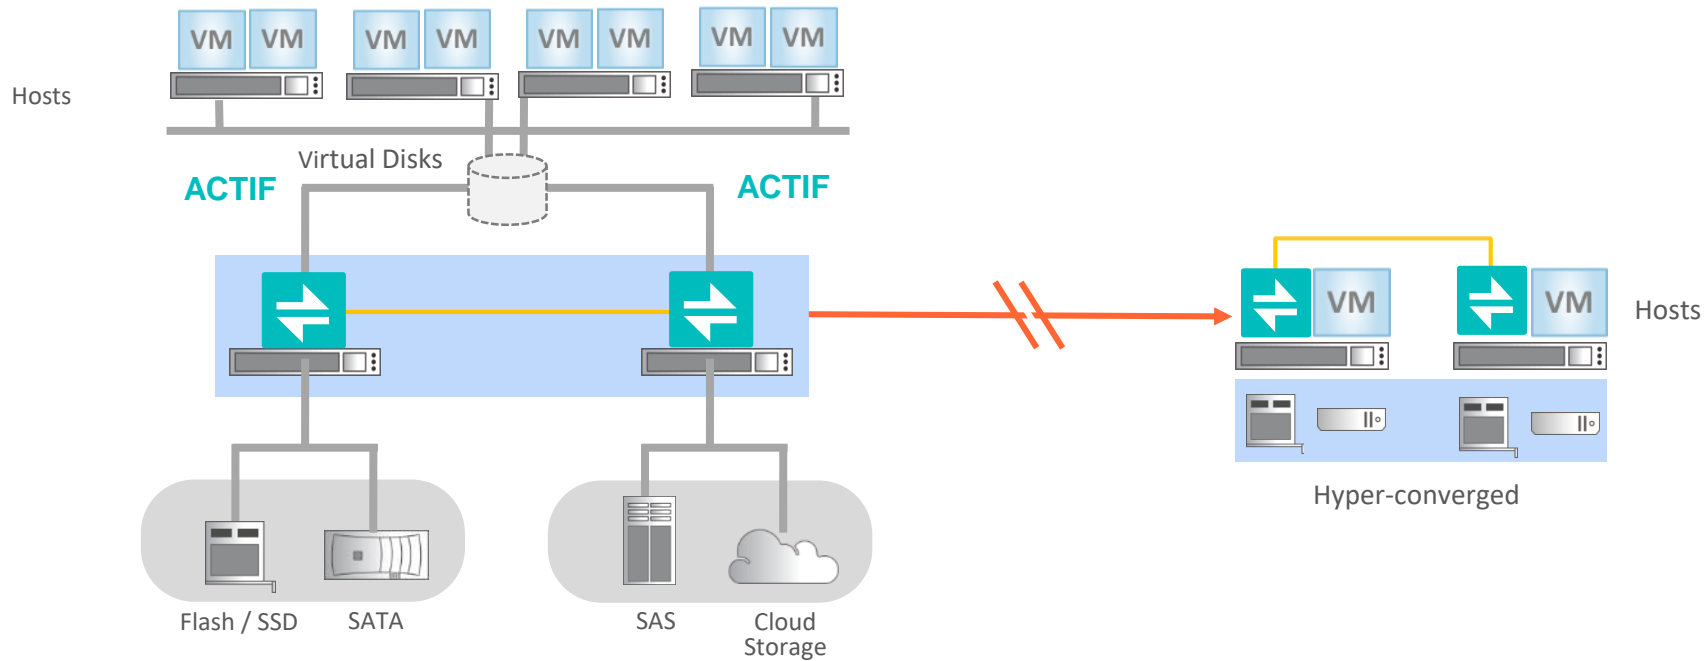 VM VM VM VM VM VM VM VM
Hosts
Virtual Disks
ACTIF
ACTIF
VM
VM
Hosts
Hyper-converged
Flash / SSD
SATA
SAS
Cloud
Storage